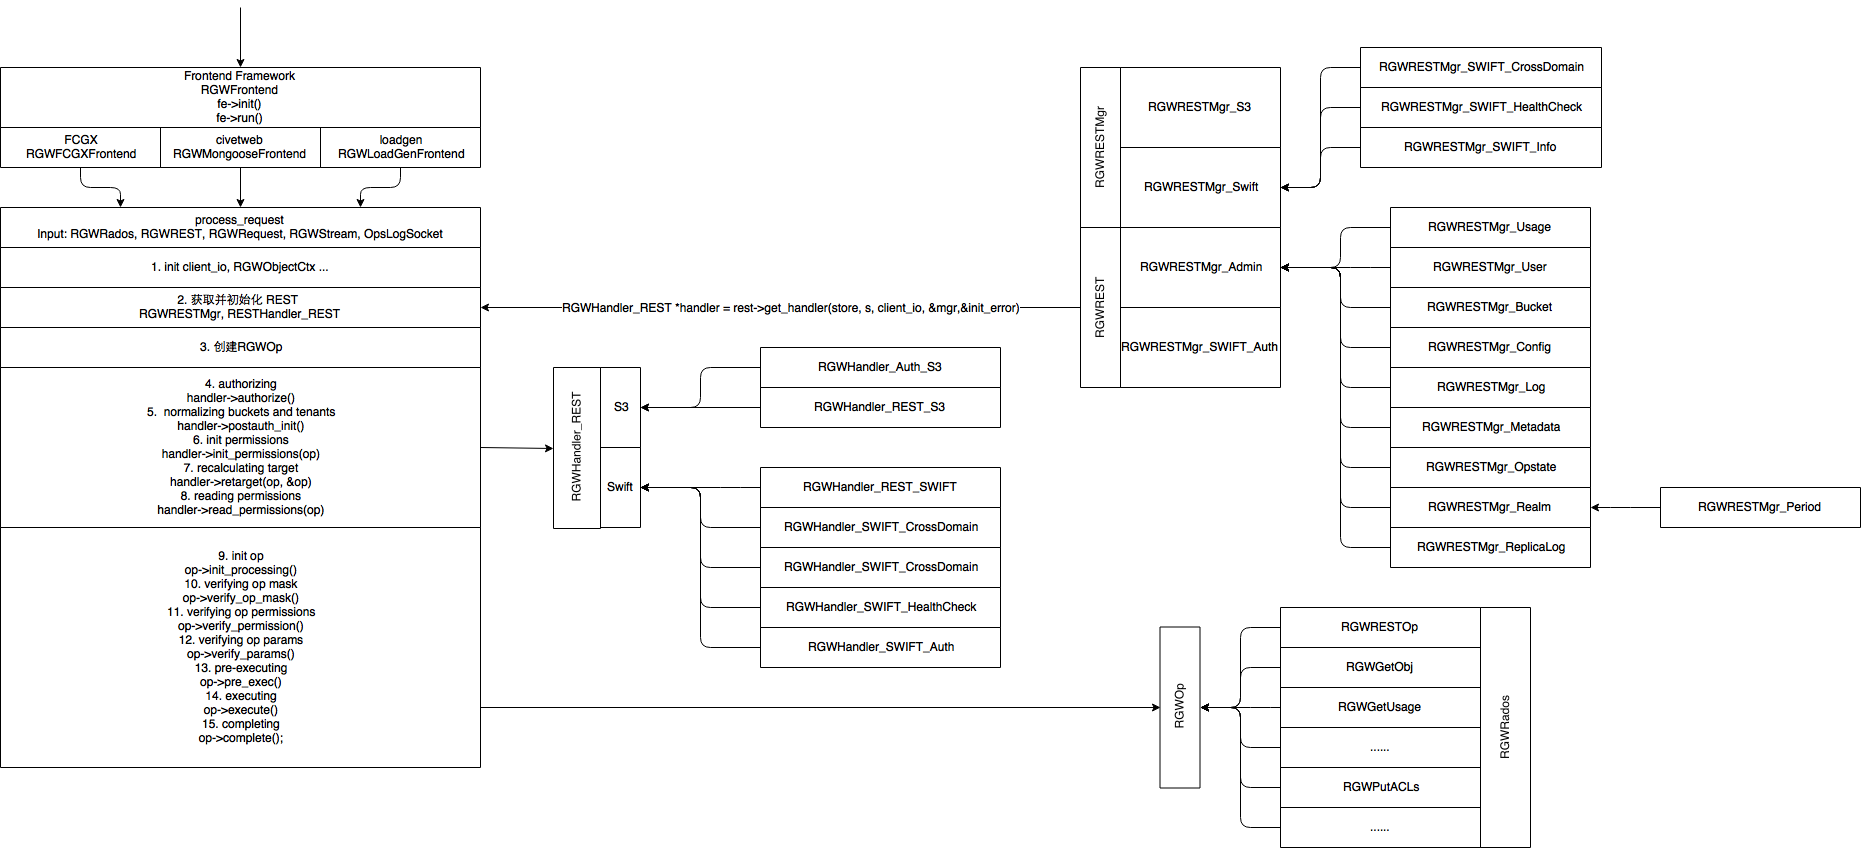 Frontend Framework
RGWFrontend
fe->init()
fe->run()
FCGX
RGWFCGXFrontend
civetweb
RGWMongooseFrontend
loadgen
RGWLoadGenFrontend
process_request
Input: RGWRados, RGWREST, RGWRequest, RGWStream, OpsLogSocket
1. init client_io, RGWObjectCtx ...
2. 获取并初始化 REST
RGWRESTMgr, RESTHandler_REST
3. 创建RGWOp
4. authorizing
handler->authorize()
5. normalizing buckets and tenants
handler->postauth_init()
6. init permissions
handler->init_permissions(op)
7. recalculating target
handler->retarget(op, &op)
8. reading permissions
handler->read_permissions(op)
9. init op
op->init_processing()
10. verifying op mask
op->verify_op_mask()
11. verifying op permissions
op->verify_permission()
12. verifying op params
op->verify_params()
13. pre-executing
op->pre_exec()
14. executing
op->execute()
15. completing
op->complete();
RGWHandler_REST *handler = rest->get_handler(store, s, client_io, &mgr,&init_error)
RGWHandler_REST
S3
Swift
RGWHandler_Auth_S3
RGWHandler_REST_S3
RGWHandler_REST_SWIFT
RGWHandler_SWIFT_CrossDomain
RGWHandler_SWIFT_CrossDomain
RGWHandler_SWIFT_HealthCheck
RGWHandler_SWIFT_Auth
RGWRESTMgr
RGWREST
RGWRESTMgr_S3
RGWRESTMgr_Swift
RGWRESTMgr_Admin
RGWRESTMgr_SWIFT_Auth
RGWRESTMgr_SWIFT_CrossDomain
RGWRESTMgr_SWIFT_HealthCheck
RGWRESTMgr_SWIFT_Info
RGWRESTMgr_Usage
RGWRESTMgr_User
RGWRESTMgr_Bucket
RGWRESTMgr_Config
RGWRESTMgr_Log
RGWRESTMgr_Metadata
RGWRESTMgr_Opstate
RGWRESTMgr_Realm
RGWRESTMgr_ReplicaLog
RGWRESTMgr_Period
RGWOp
RGWRESTOp
RGWGetObj
RGWGetUsage
......
RGWPutACLs
......
RGWRados